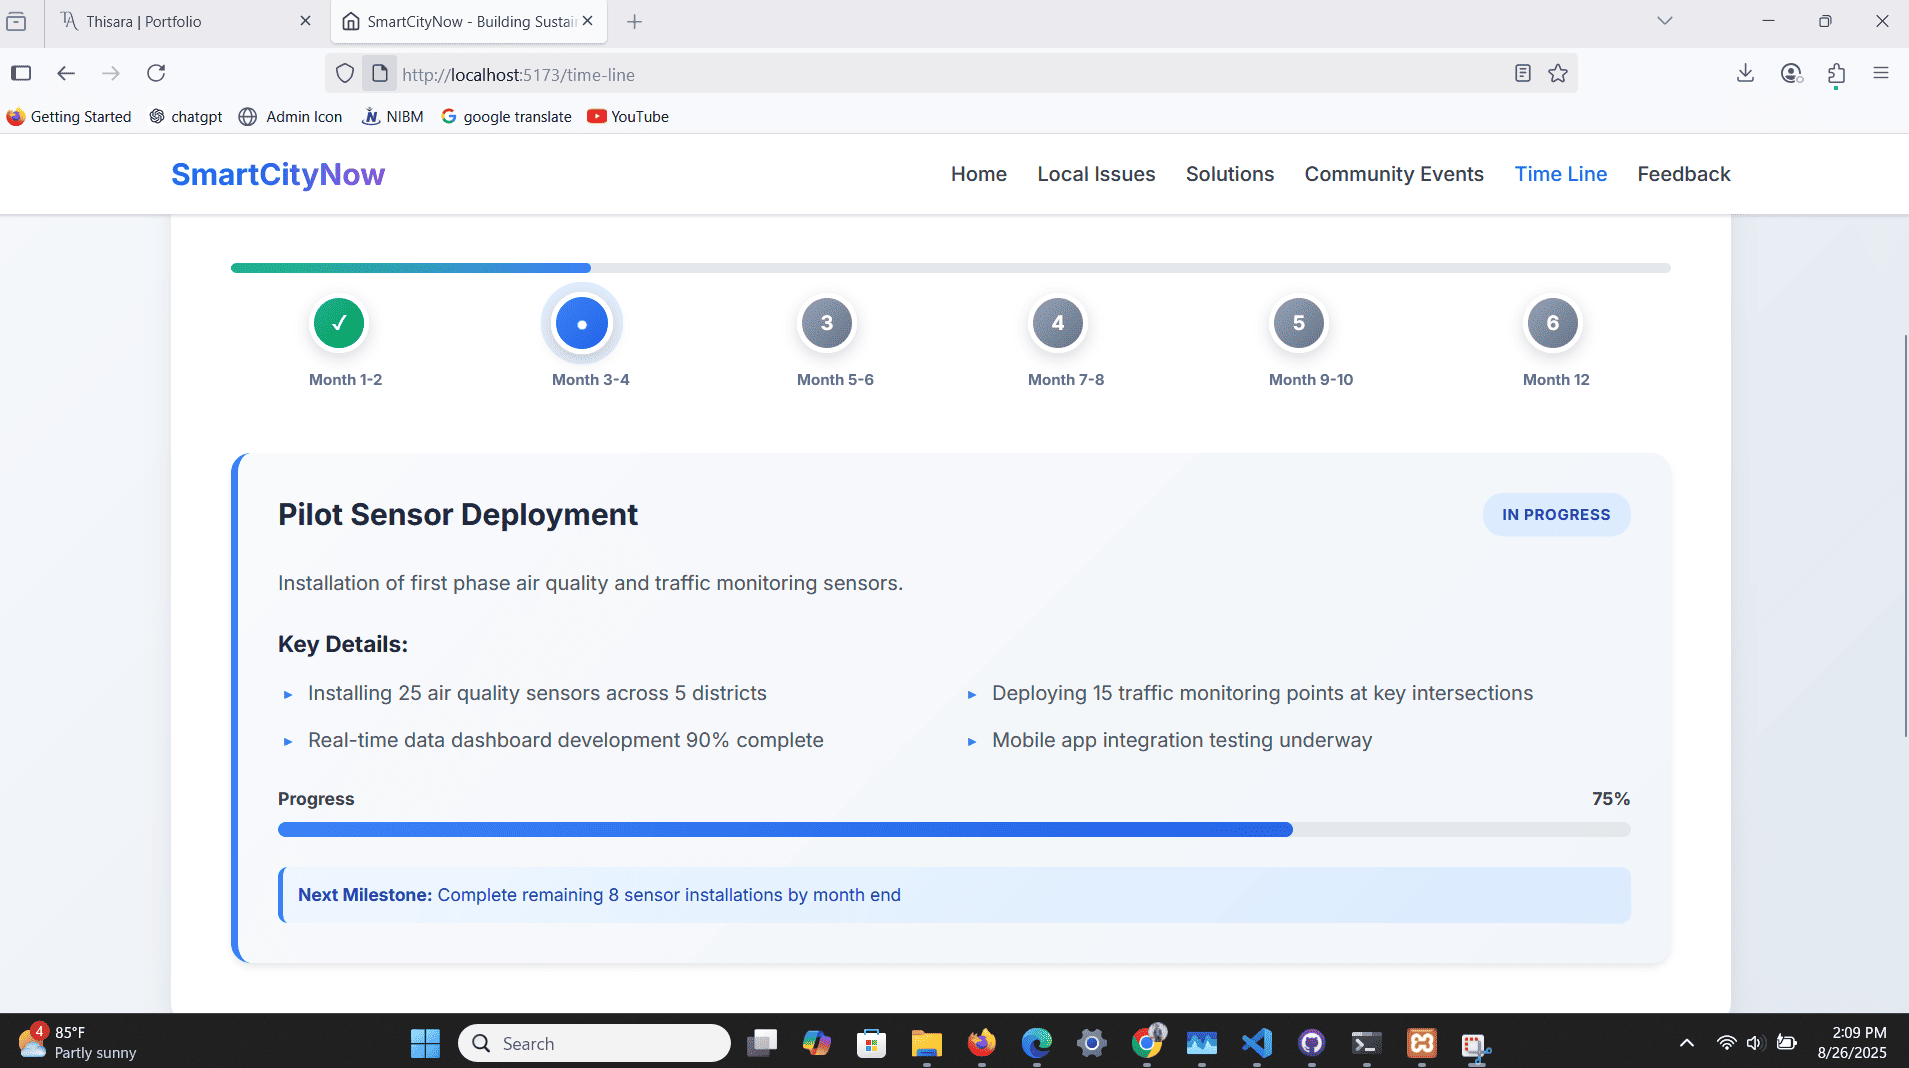 Thisara | Portfolio
SmartCityNow - Building Sustai
http://localhost:5173/time-line
Getting Started
chatgpt
Admin Icon
NIBM
google translate
YouTube
SmartCityNow
Home
Local Issues
Solutions
Community Events
Time Line
Feedback
✓
3
4
5
6
Month 1-2
Month 3-4
Month 5-6
Month 7-8
Month 9-10
Month 12
Pilot Sensor Deployment
IN PROGRESS
Installation of first phase air quality and traffic monitoring sensors.
Key Details:
Installing 25 air quality sensors across 5 districts
Deploying 15 traffic monitoring points at key intersections
Real-time data dashboard development 90% complete
Mobile app integration testing underway
Progress
75%
Next Milestone: Complete remaining 8 sensor installations by month end
4
85°F
Partly sunny
Search
2:09 PM
8/26/2025